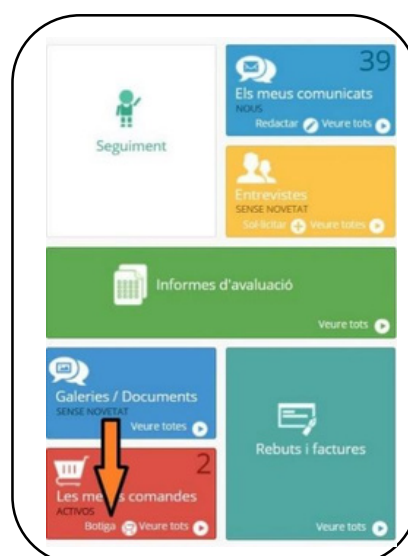 Seguiment
39
Els meus comunicats
NOUS
Redactar Veure tots
Entrevistes
SENSE NOVETAT
Sol·licitar Veure totes
Informes d'avaluació
Veure tots
Galeries / Documents
SENSE NOVETAT
Veure totes
2
Les comandes
ACTIVOS
Botiga Veure tots
Rebuts i factures
Veure tots